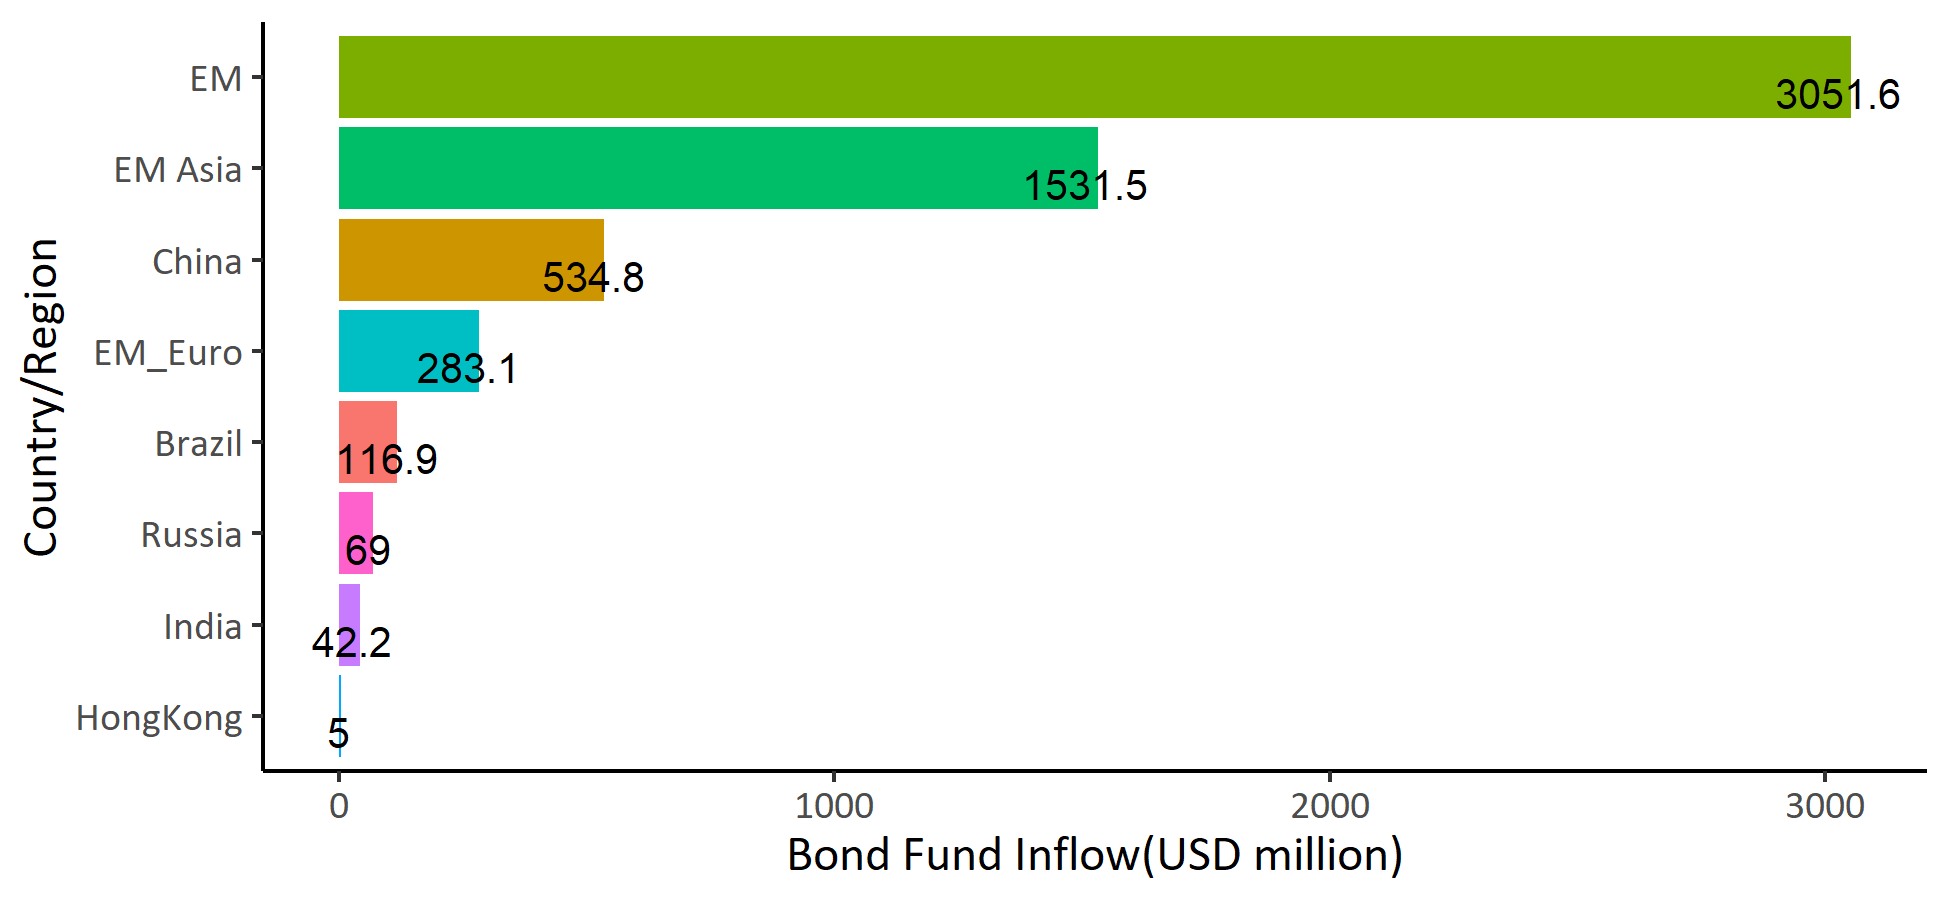 Country/Region
EM
3051.6
EM Asia
1531.5
China
534.8
EM_Euro
283.1
Brazil
116.9
Russia
69
India
42.2
HongKong
5
0 1000 2000 3000
Bond Fund Inflow(USD million)